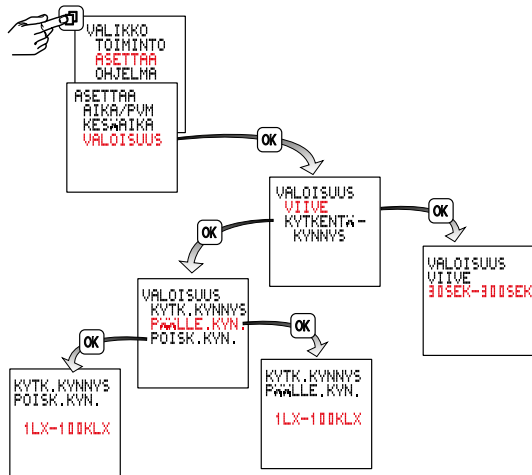 VALIKKO
TOIMINTO
ASETTAA
OHJELMA
ASETTAA
AIKA/PVM
KESÄAIKA
VALOISUUS
OK
VALOISUUS
VIIVE
KYTKENTÄ-
KYNNYS
OK
OK
VALOISUUS
VIIVE
30SEK-300SEK
VALOISUUS
KYTK.KYNNYS
PÄÄLLE.KYN.
POISK.KYN.
OK
OK
KYTK.KYNNYS
POISK.KYN.
1LX-100KLX
KYTK.KYNNYS
PÄÄLLE.KYN.
1LX-100KLX